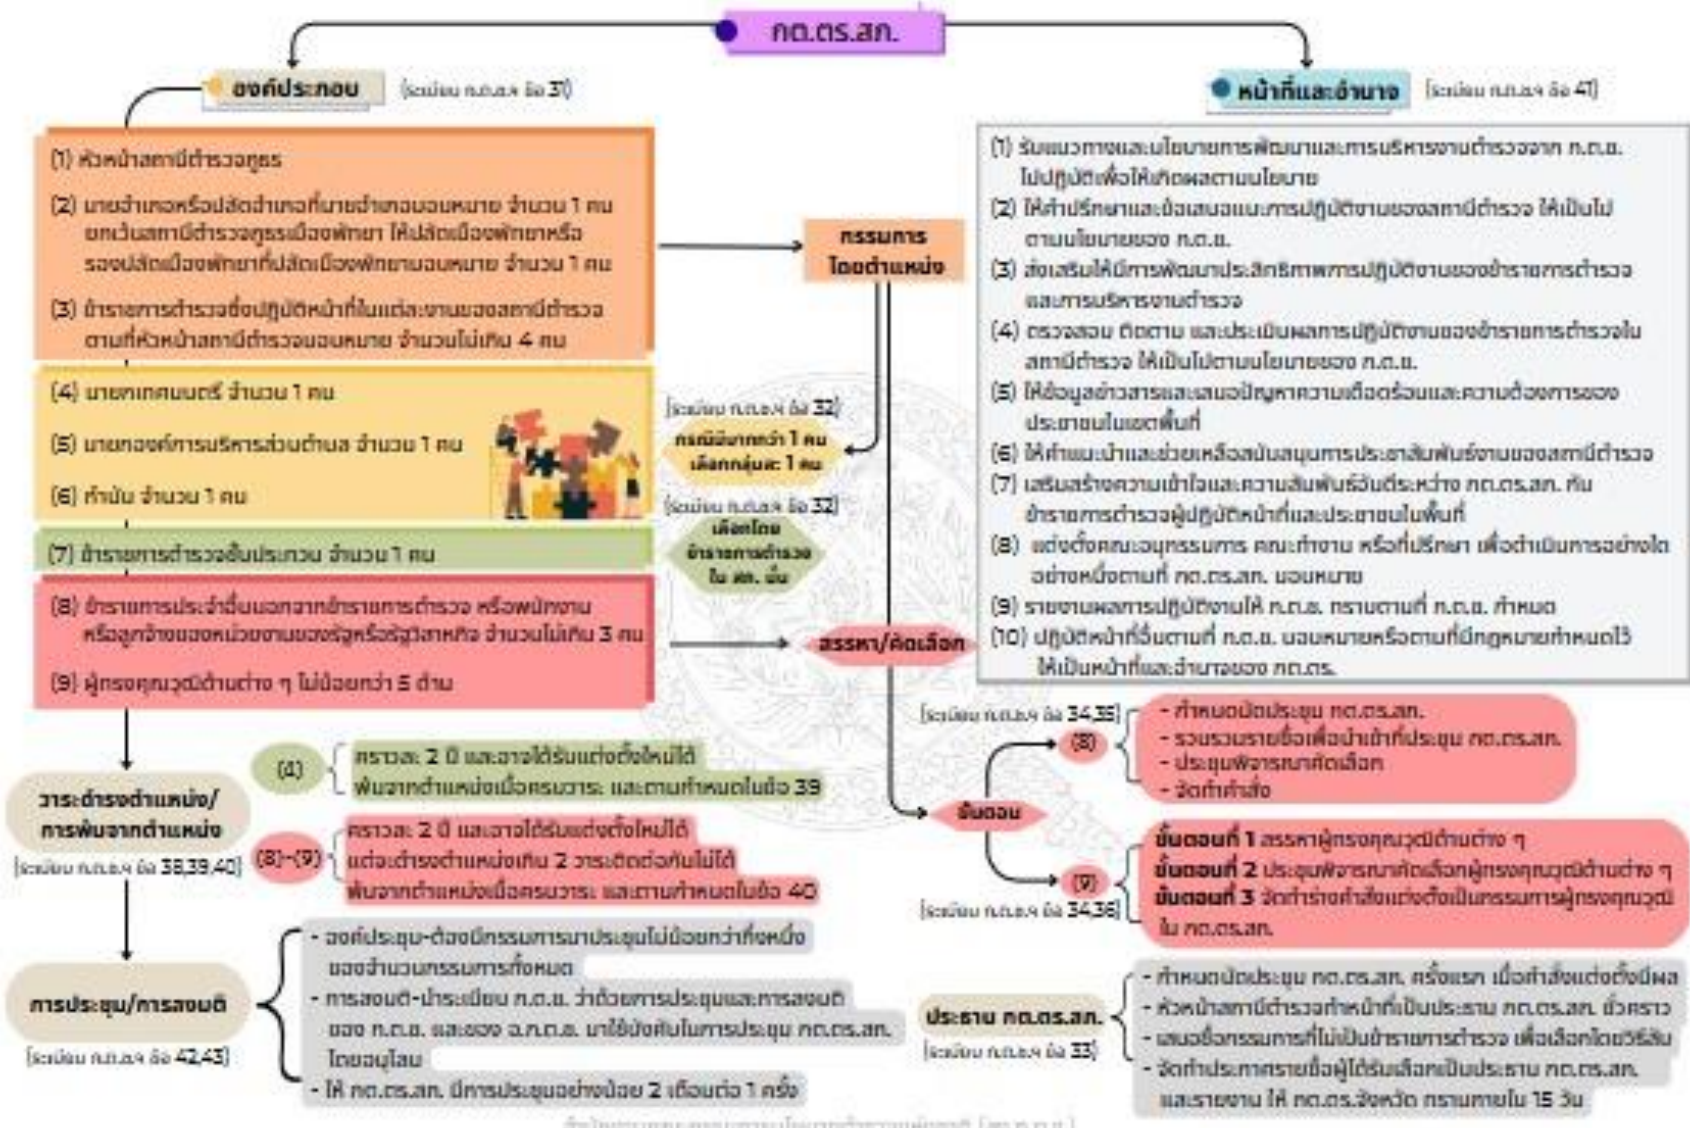 กต.ตร.สภ.
องค์ประกอบ (ระเบียบ ก.ต.ช.ฯ ข้อ 31)
(1) หัวหน้าสถานีตำรวจภูธร
(2) นายอำเภอหรือปลัดอำเภอที่นายอำเภอมอบหมาย จำนวน 1 คน
ยกเว้นสถานีตำรวจภูธรเมืองพัทยา ให้ปลัดเมืองพัทยาหรือ
รองปลัดเมืองพัทยาที่ปลัดเมืองพัทยามอบหมาย จำนวน 1 คน
(3) ข้าราชการตำรวจซึ่งปฏิบัติหน้าที่ในแต่ละงานของสถานีตำรวจ
ตามที่หัวหน้าสถานีตำรวจมอบหมาย จำนวนไม่เกิน 4 คน
(4) นายกเทศมนตรี จำนวน 1 คน
(5) นายกองค์การบริหารส่วนตำบล จำนวน 1 คน
(6) กำนัน จำนวน 1 คน
(7) ข้าราชการตำรวจชั้นประทวน จำนวน 1 คน
(8) ข้าราชการประจำอื่นนอกจากข้าราชการตำรวจ หรือพนักงาน
หรือลูกจ้างของหน่วยงานของรัฐหรือรัฐวิสาหกิจ จำนวนไม่เกิน 3 คน
(9) ผู้ทรงคุณวุฒิด้านต่าง ๆ ไม่น้อยกว่า 5 ด้าน
กรรมการ
โดยตำแหน่ง
(ระเบียบ ก.ต.ช.ฯ ข้อ 32)
กรณีมีมากกว่า 1 คน
เลือกกลุ่มละ 1 คน
(ระเบียบ ก.ต.ช.ฯ ข้อ 32)
เลือกโดย
ข้าราชการตำรวจ
ใน สภ. นั้น
สรรหา/คัดเลือก
หน้าที่และอำนาจ (ระเบียบ ก.ต.ช.ฯ ข้อ 41)
(1) รับแนวทางและนโยบายการพัฒนาและการบริหารงานตำรวจจาก ก.ต.ช.
ไปปฏิบัติเพื่อให้เกิดผลตามนโยบาย
(2) ให้คำปรึกษาและข้อเสนอแนะการปฏิบัติงานของสถานีตำรวจ ให้เป็นไป
ตามนโยบายของ ก.ต.ช.
(3) ส่งเสริมให้มีการพัฒนาประสิทธิภาพการปฏิบัติงานของข้าราชการตำรวจ
และการบริหารงานตำรวจ
(4) ตรวจสอบ ติดตาม และประเมินผลการปฏิบัติงานของข้าราชการตำรวจใน
สถานีตำรวจ ให้เป็นไปตามนโยบายของ ก.ต.ช.
(5) ให้ข้อมูลข่าวสารและเสนอปัญหาความเดือดร้อนและความต้องการของ
ประชาชนในเขตพื้นที่
(6) ให้คำแนะนำและช่วยเหลือสนับสนุนการประชาสัมพันธ์งานของสถานีตำรวจ
(7) เสริมสร้างความเข้าใจและความสัมพันธ์อันดีระหว่าง กต.ตร.สภ. กับ
ข้าราชการตำรวจผู้ปฏิบัติหน้าที่และประชาชนในพื้นที่
(8) แต่งตั้งคณะอนุกรรมการ คณะทำงาน หรือที่ปรึกษา เพื่อดำเนินการอย่างใด
อย่างหนึ่งตามที่ กต.ตร.สภ. มอบหมาย
(9) รายงานผลการปฏิบัติงานให้ ก.ต.ช. ทราบตามที่ ก.ต.ช. กำหนด
(10) ปฏิบัติหน้าที่อื่นตามที่ ก.ต.ช. มอบหมายหรือตามที่มีกฎหมายกำหนดไว้
ให้เป็นหน้าที่และอำนาจของ กต.ตร.
วาระดำรงตำแหน่ง/
การพ้นจากตำแหน่ง
(ระเบียบ ก.ต.ช.ฯ ข้อ 38,39,40)
(4)
คราวละ 2 ปี และอาจได้รับแต่งตั้งใหม่ได้
พ้นจากตำแหน่งเมื่อครบวาระ และตามกำหนดในข้อ 39
(8)-(9)
คราวละ 2 ปี และอาจได้รับแต่งตั้งใหม่ได้
แต่จะดำรงตำแหน่งเกิน 2 วาระติดต่อกันไม่ได้
พ้นจากตำแหน่งเมื่อครบวาระ และตามกำหนดในข้อ 40
ขั้นตอน
(ระเบียบ ก.ต.ช.ฯ ข้อ 34,35)
(8)
- กำหนดนัดประชุม กต.ตร.สภ.
- รวบรวมรายชื่อเพื่อนำเข้าที่ประชุม กต.ตร.สภ.
- ประชุมพิจารณาคัดเลือก
- จัดทำคำสั่ง
(9)
(ระเบียบ ก.ต.ช.ฯ ข้อ 34,36)
ขั้นตอนที่ 1 สรรหาผู้ทรงคุณวุฒิด้านต่าง ๆ
ขั้นตอนที่ 2 ประชุมพิจารณาคัดเลือกผู้ทรงคุณวุฒิด้านต่าง ๆ
ขั้นตอนที่ 3 จัดทำร่างคำสั่งแต่งตั้งเป็นกรรมการผู้ทรงคุณวุฒิ
ใน กต.ตร.สภ.
การประชุม/การลงมติ
(ระเบียบ ก.ต.ช.ฯ ข้อ 42,43)
- องค์ประชุม-ต้องมีกรรมการมาประชุมไม่น้อยกว่ากึ่งหนึ่ง
ของจำนวนกรรมการทั้งหมด
- การลงมติ-นำระเบียบ ก.ต.ช. ว่าด้วยการประชุมและการลงมติ
ของ ก.ต.ช. และของ อ.ก.ต.ช. มาใช้บังคับในการประชุม กต.ตร.สภ.
โดยอนุโลม
- ให้ กต.ตร.สภ. มีการประชุมอย่างน้อย 2 เดือนต่อ 1 ครั้ง
ประธาน กต.ตร.สภ.
(ระเบียบ ก.ต.ช.ฯ ข้อ 33)
- กำหนดนัดประชุม กต.ตร.สภ. ครั้งแรก เมื่อคำสั่งแต่งตั้งมีผล
- หัวหน้าสถานีตำรวจทำหน้าที่เป็นประธาน กต.ตร.สภ. ชั่วคราว
- เสนอชื่อกรรมการที่ไม่เป็นข้าราชการตำรวจ เพื่อเลือกโดยวิธีลับ
- จัดทำประกาศรายชื่อผู้ได้รับเลือกเป็นประธาน กต.ตร.สภ.
และรายงาน ให้ กต.ตร.จังหวัด ทราบภายใน 15 วัน